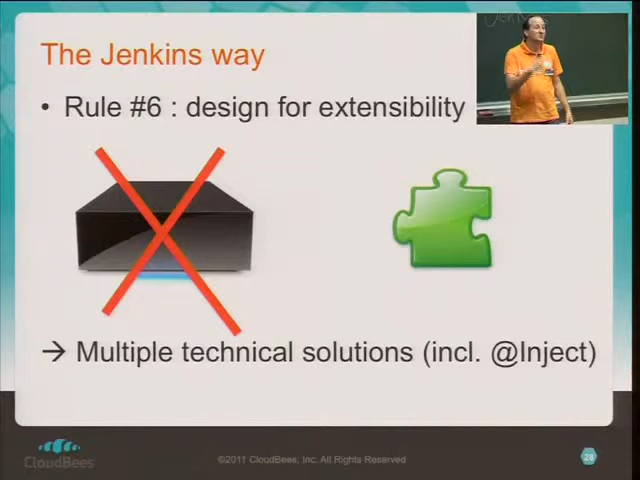 The Jenkins way
• Rule #6 : design for extensibility
→ Multiple technical solutions (incl. @Inject)
CloudBees
©2011 CloudBees, Inc. All Rights Reserved
28